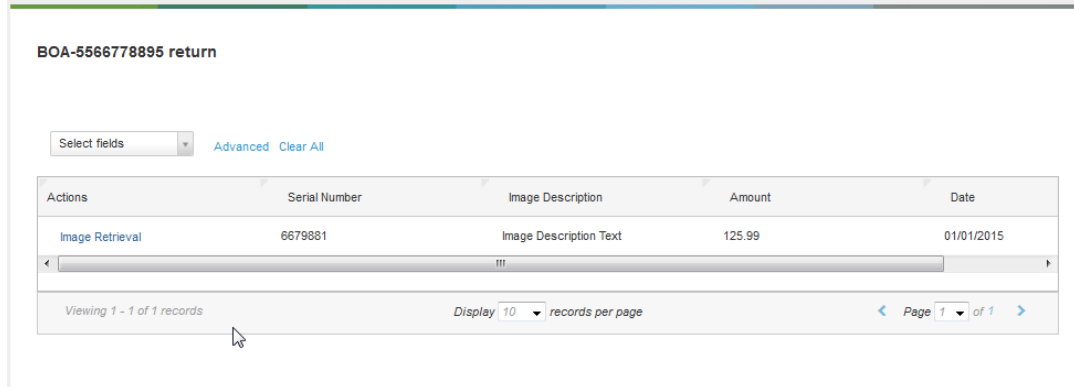 BOA-5566778895 return
Select fields Advanced Clear All
Actions Serial Number Image Description Amount Date
Image Retrieval 6679881 Image Description Text 125.99 01/01/2015
Viewing 1 - 1 of 1 records Display 10 records per page Page 1 of 1